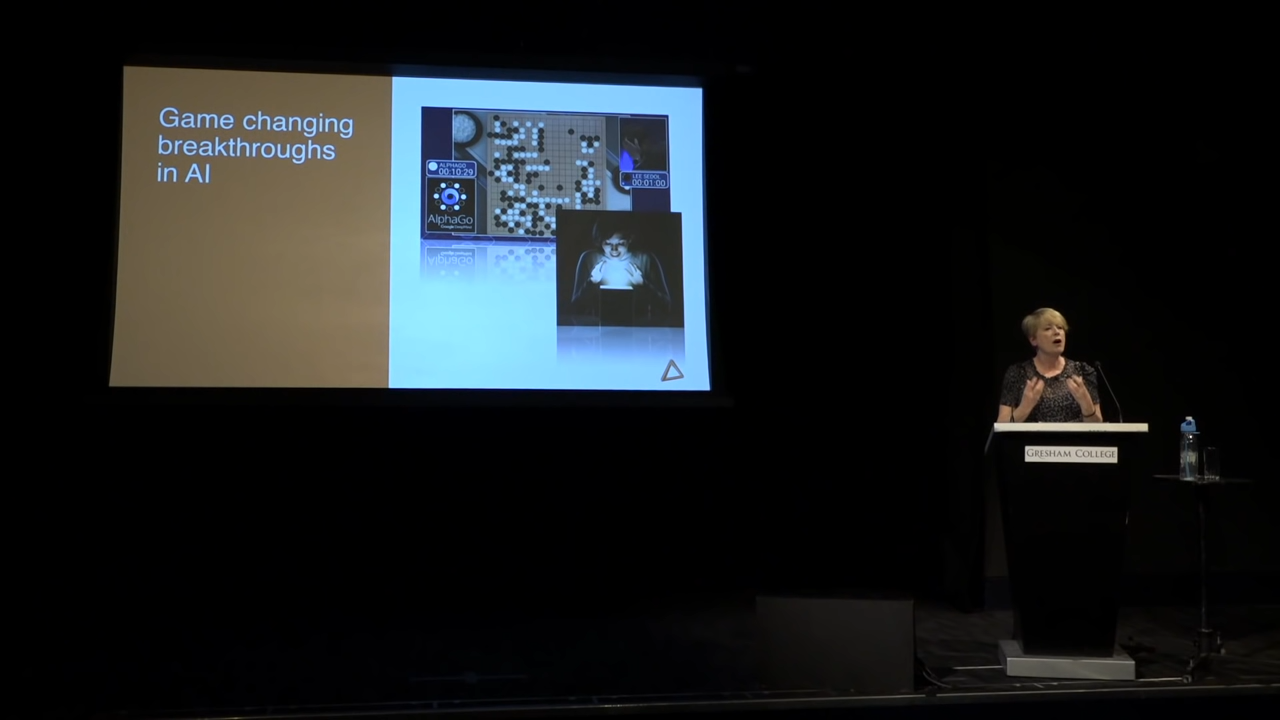 Game changing
breakthroughs
in AI
ALPHAGO
00:10:29
LEE SEDOL
00:01:00
AlphaGo
GRESHAM COLLEGE